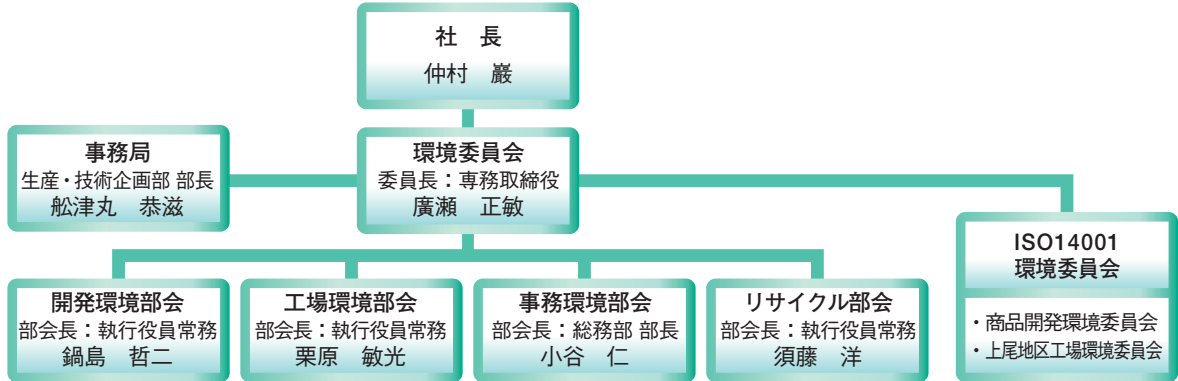 社　長
仲村　巖
事務局
生産・技術企画部 部長
舩津丸　恭滋
環境委員会
委員長：専務取締役
廣瀬　正敏
ISO14001
環境委員会
・商品開発環境委員会
・上尾地区工場環境委員会
開発環境部会
部会長：執行役員常務
鍋島　哲二
工場環境部会
部会長：執行役員常務
栗原　敏光
事務環境部会
部会長：総務部 部長
小谷　仁
リサイクル部会
部会長：執行役員常務
須藤　洋